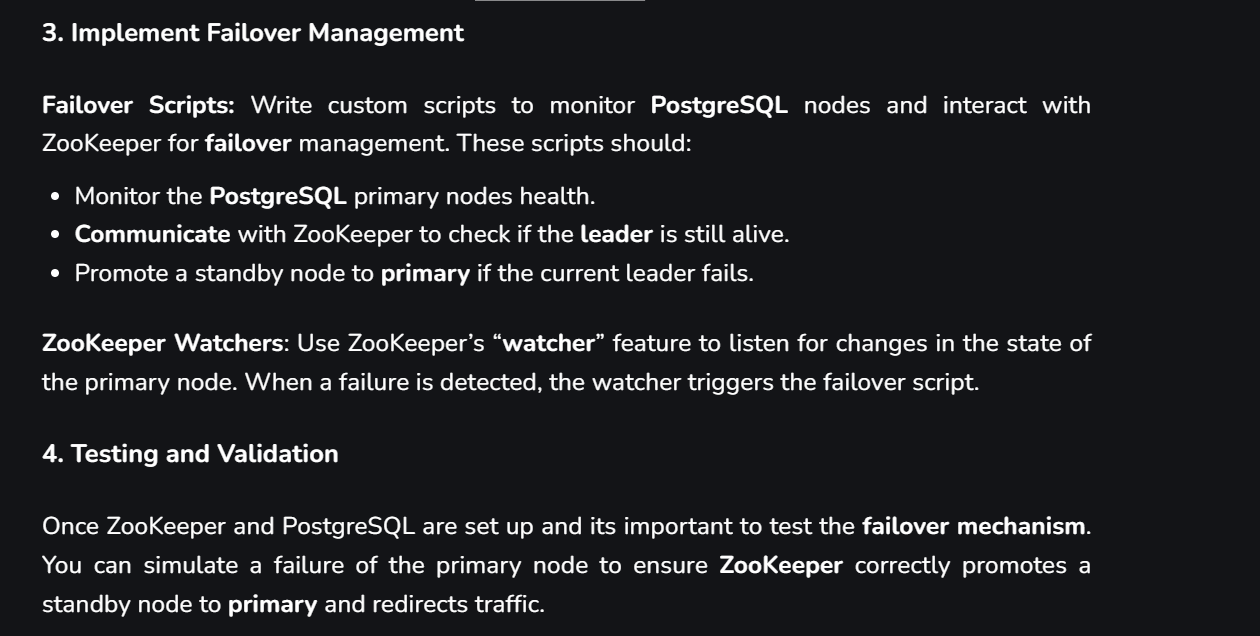 3. Implement Failover Management
Failover Scripts: Write custom scripts to monitor PostgreSQL nodes and interact with
ZooKeeper for failover management. These scripts should:
• Monitor the PostgreSQL primary nodes health.
• Communicate with ZooKeeper to check if the leader is still alive.
• Promote a standby node to primary if the current leader fails.
ZooKeeper Watchers: Use ZooKeeper’s “watcher” feature to listen for changes in the state of
the primary node. When a failure is detected, the watcher triggers the failover script.
4. Testing and Validation
Once ZooKeeper and PostgreSQL are set up and its important to test the failover mechanism.
You can simulate a failure of the primary node to ensure ZooKeeper correctly promotes a
standby node to primary and redirects traffic.